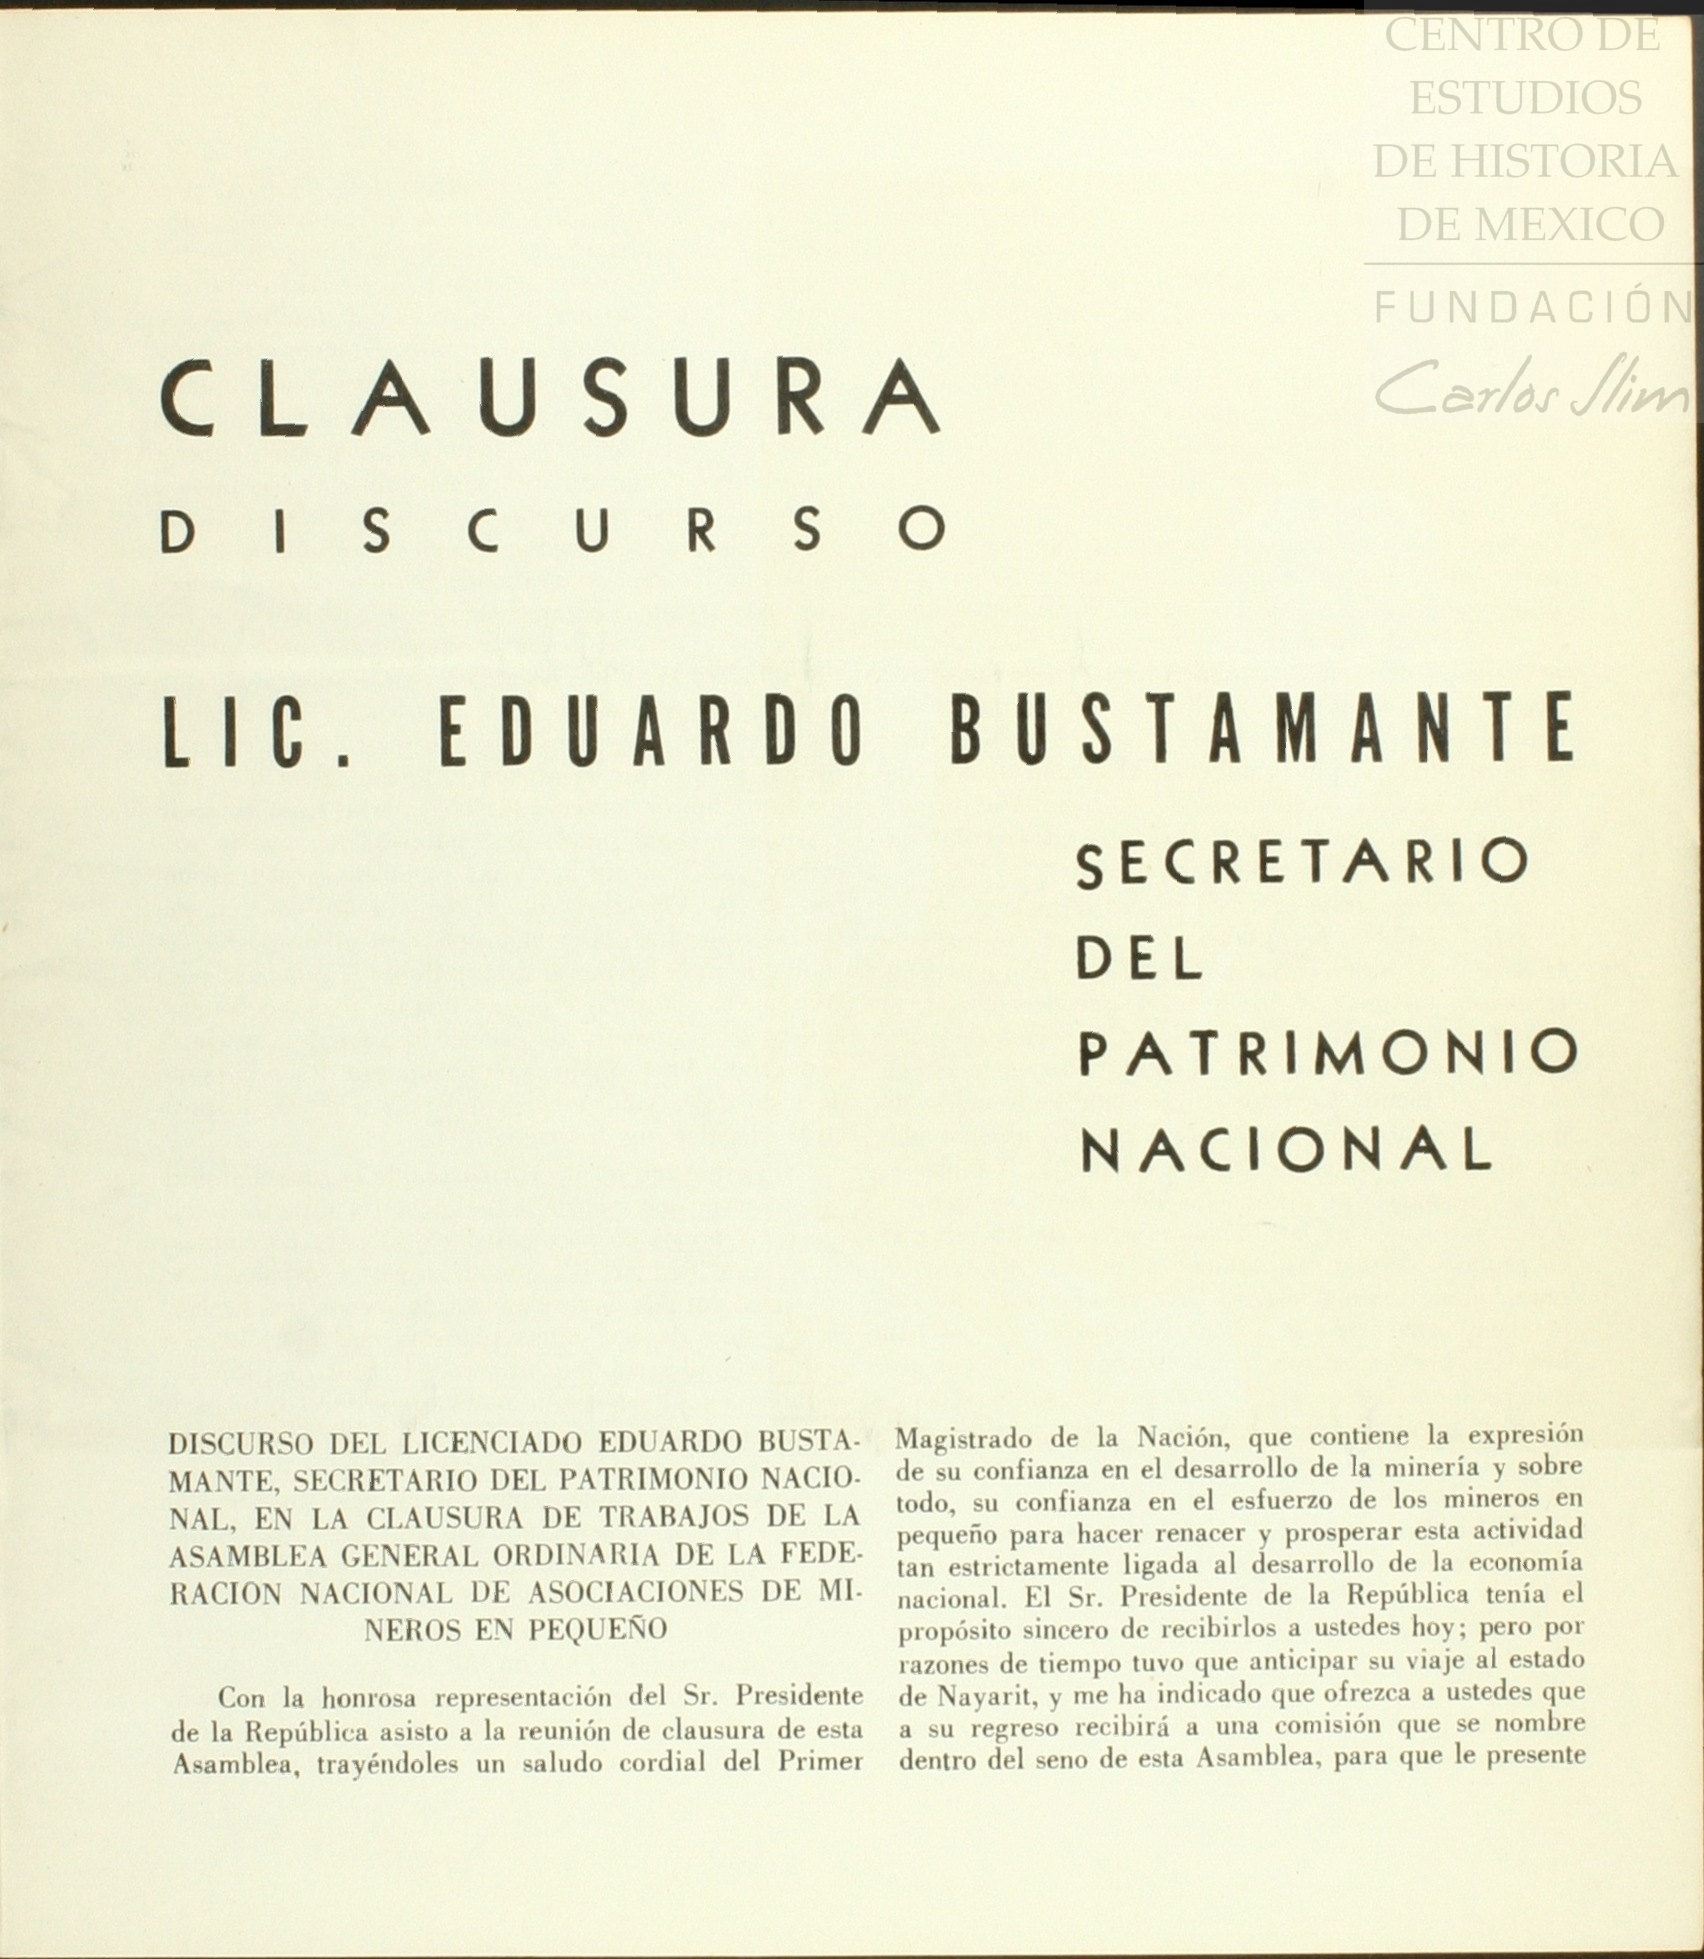 CENTRO DE
ESTUDIOS
DE HISTORIA
DE MEXICO
FUNDACIÓN
Carlos Slim
CLAUSURA
DISCURSO
LIC. EDUARDO BUSTAMANTE
SECRETARIO
DEL
PATRIMONIO
NACIONAL
DISCURSO DEL LICENCIADO EDUARDO BUSTA-
MANTE, SECRETARIO DEL PATRIMONIO NACIO-
NAL, EN LA CLAUSURA DE TRABAJOS DE LA
ASAMBLEA GENERAL ORDINARIA DE LA FEDE-
RACION NACIONAL DE ASOCIACIONES DE MI-
NEROS EN PEQUEÑO
Con la honrosa representación del Sr. Presidente
de la República asisto a la reunión de clausura de esta
Asamblea, trayéndoles un saludo cordial del Primer
Magistrado de la Nación, que contiene la expresión
de su confianza en el desarrollo de la minería y sobre
todo, su confianza en el esfuerzo de los mineros en
pequeño para hacer renacer y prosperar esta actividad
tan estrictamente ligada al desarrollo de la economía
nacional. El Sr. Presidente de la República tenía el
propósito sincero de recibirlos a ustedes hoy; pero por
razones de tiempo tuvo que anticipar su viaje al estado
de Nayarit, y me ha indicado que ofrezca a ustedes que
a su regreso recibirá a una comisión que se nombre
dentro del seno de esta Asamblea, para que le presente